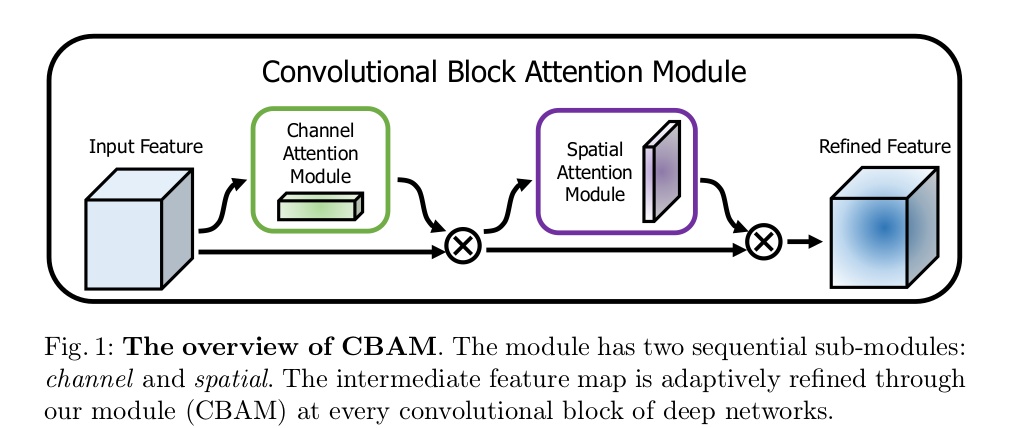 Convolutional Block Attention Module
Input Feature
Channel
Attention
Module
Spatial
Attention
Module
Refined Feature
Fig. 1: The overview of CBAM. The module has two sequential sub-modules:
channel and spatial. The intermediate feature map is adaptively refined through
our module (CBAM) at every convolutional block of deep networks.